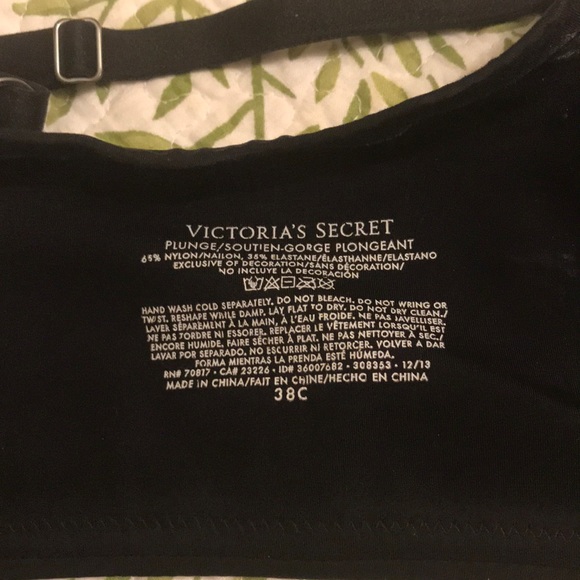 VICTORIA'S SECRET
PLUNGE/SOUTIEN-GORGE PLONGEANT
65% NYLON/NAILON, 35% ELASTANE/ÉLASTHANNE/ELASTANO
EXCLUSIVE OF DECORATION/SANS DÉCORATION/
NO INCLUYE LA DECORACIÓN
HAND WASH COLD SEPARATELY. DO NOT BLEACH. DO NOT WRING OR
TWIST. RESHAPE WHILE DAMP. LAY FLAT TO DRY. DO NOT DRY CLEAN./
LAVER SÉPARÉMENT À LA MAIN, À L'EAU FROIDE. NE PAS JAVELLISER.
NE PAS TORDRE NI ESSORER. REPLACER LE VÊTEMENT LORSQU'IL EST
ENCORE HUMIDE. FAIRE SÉCHER À PLAT. NE PAS NETTOYER À SEC./
LAVAR POR SEPARADO. NO ESCURRIR NI RETORCER. VOLVER A DAR
FORMA MIENTRAS LA PRENDA ESTÉ HÚMEDA.
RN# 70817 • CA# 23226 • ID# 36007682 • 308353 • 12/13
MADE IN CHINA/FAIT EN CHINE/HECHO EN CHINA
38C